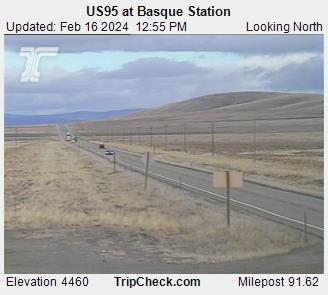 US95 at Basque Station
Updated: Feb 16 2024 12:55 PM Looking North
Elevation 4460 TripCheck.com Milepost 91.62